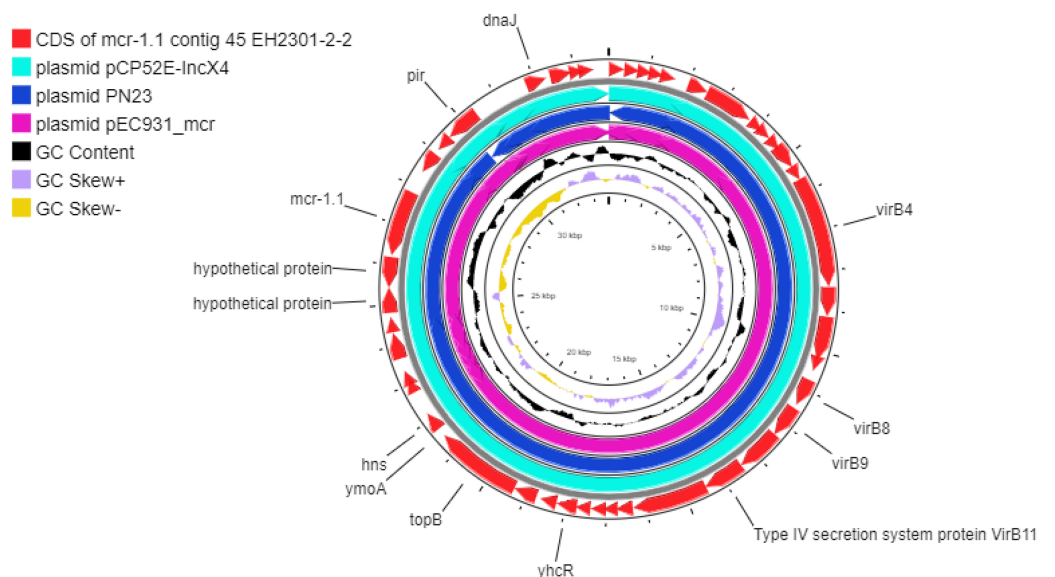 dnaJ
CDS of mcr-1.1 contig 45 EH2301-2-2
plasmid pCP52E-IncX4
plasmid PN23
plasmid pEC931_mcr
GC Content
GC Skew+
GC Skew-
pir
mcr-1.1
virB4
hypothetical protein
hypothetical protein
30 kbp
5 kbp
25 kbp
10 kbp
20 kbp
15 kbp
virB8
virB9
hns
ymoA
topB
Type IV secretion system protein VirB11
yhcR